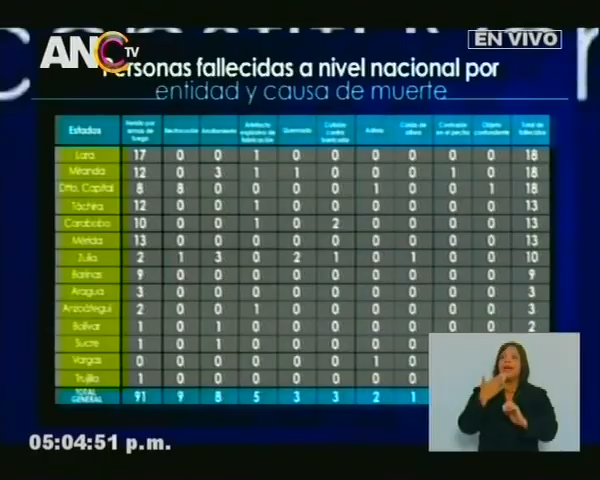 ANC TV
EN VIVO
Personas fallecidas a nivel nacional por
entidad y causa de muerte
Estados Herido por armas de fuego Electrocución Arrollamiento Artefacto explosivo de fabricación Quemado Colisión contra barricada Asfixia Caída de altura Contusión en el pecho Objeto contundente Total de fallecidos
Lara 17 0 0 1 0 0 0 0 0 0 18
Miranda 12 0 3 1 1 0 0 0 1 0 18
Dtto. Capital 8 8 0 0 0 0 1 0 0 1 18
Táchira 12 0 0 1 0 0 0 0 0 0 13
Carabobo 10 0 0 1 0 2 0 0 0 0 13
Mérida 13 0 0 0 0 0 0 0 0 0 13
Zulia 2 1 3 0 2 1 0 1 0 0 10
Barinas 9 0 0 0 0 0 0 0 0 0 9
Aragua 3 0 0 0 0 0 0 0 0 0 3
Anzoátegui 2 0 0 1 0 0 0 0 0 0 3
Bolívar 1 0 1 0 0 0 0 0 0 0 2
Sucre 1 0 1 0 0 0 0 0
Vargas 0 0 0 0 0 0 1 0
Trujillo 1 0 0 0 0 0 0 0
TOTAL GENERAL 91 9 8 5 3 3 2 1
05:04:51 p.m.